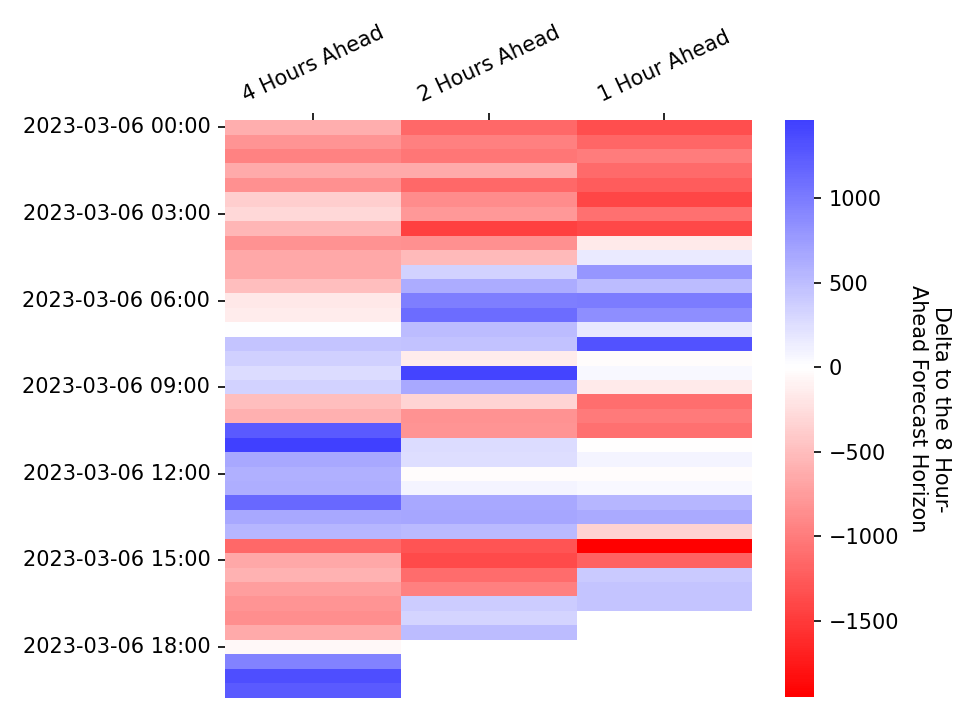 4 Hours Ahead
2 Hours Ahead
1 Hour Ahead
2023-03-06 00:00
2023-03-06 03:00
2023-03-06 06:00
2023-03-06 09:00
2023-03-06 12:00
2023-03-06 15:00
2023-03-06 18:00
1000
500
0
−500
−1000
−1500
Delta to the 8 Hour-
Ahead Forecast Horizon